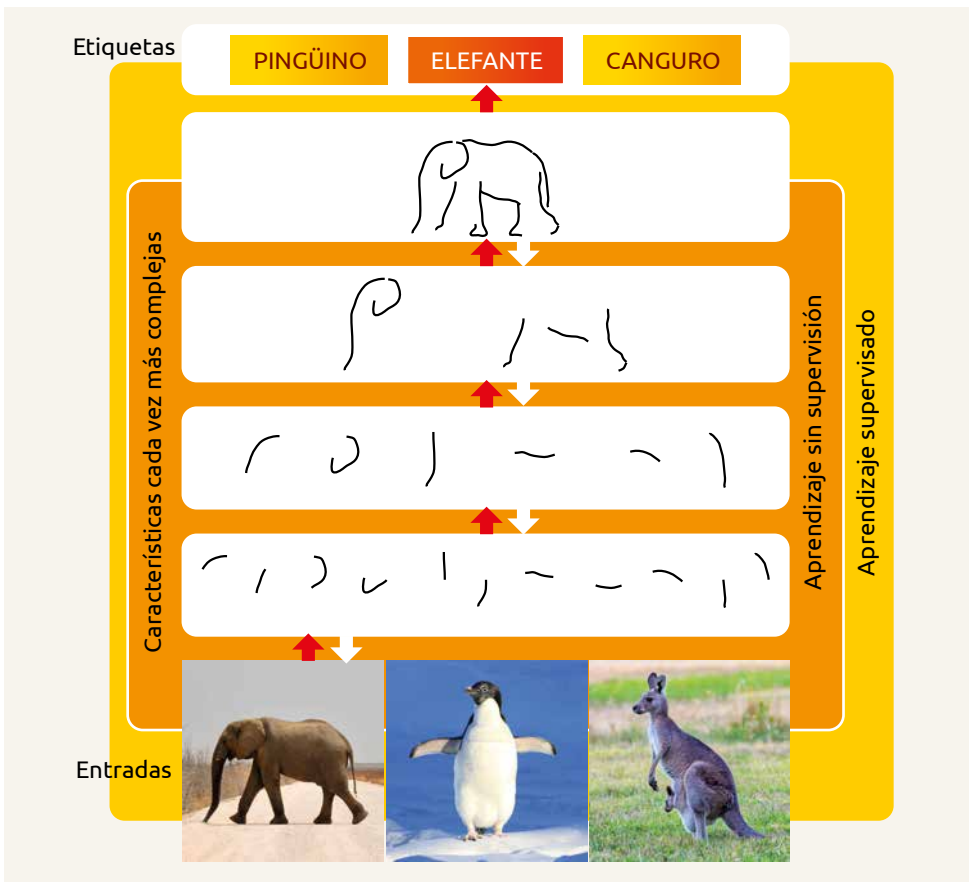 Etiquetas
PINGÜINO
ELEFANTE
CANGURO
Características cada vez más complejas
Aprendizaje sin supervisión
Aprendizaje supervisado
Entradas